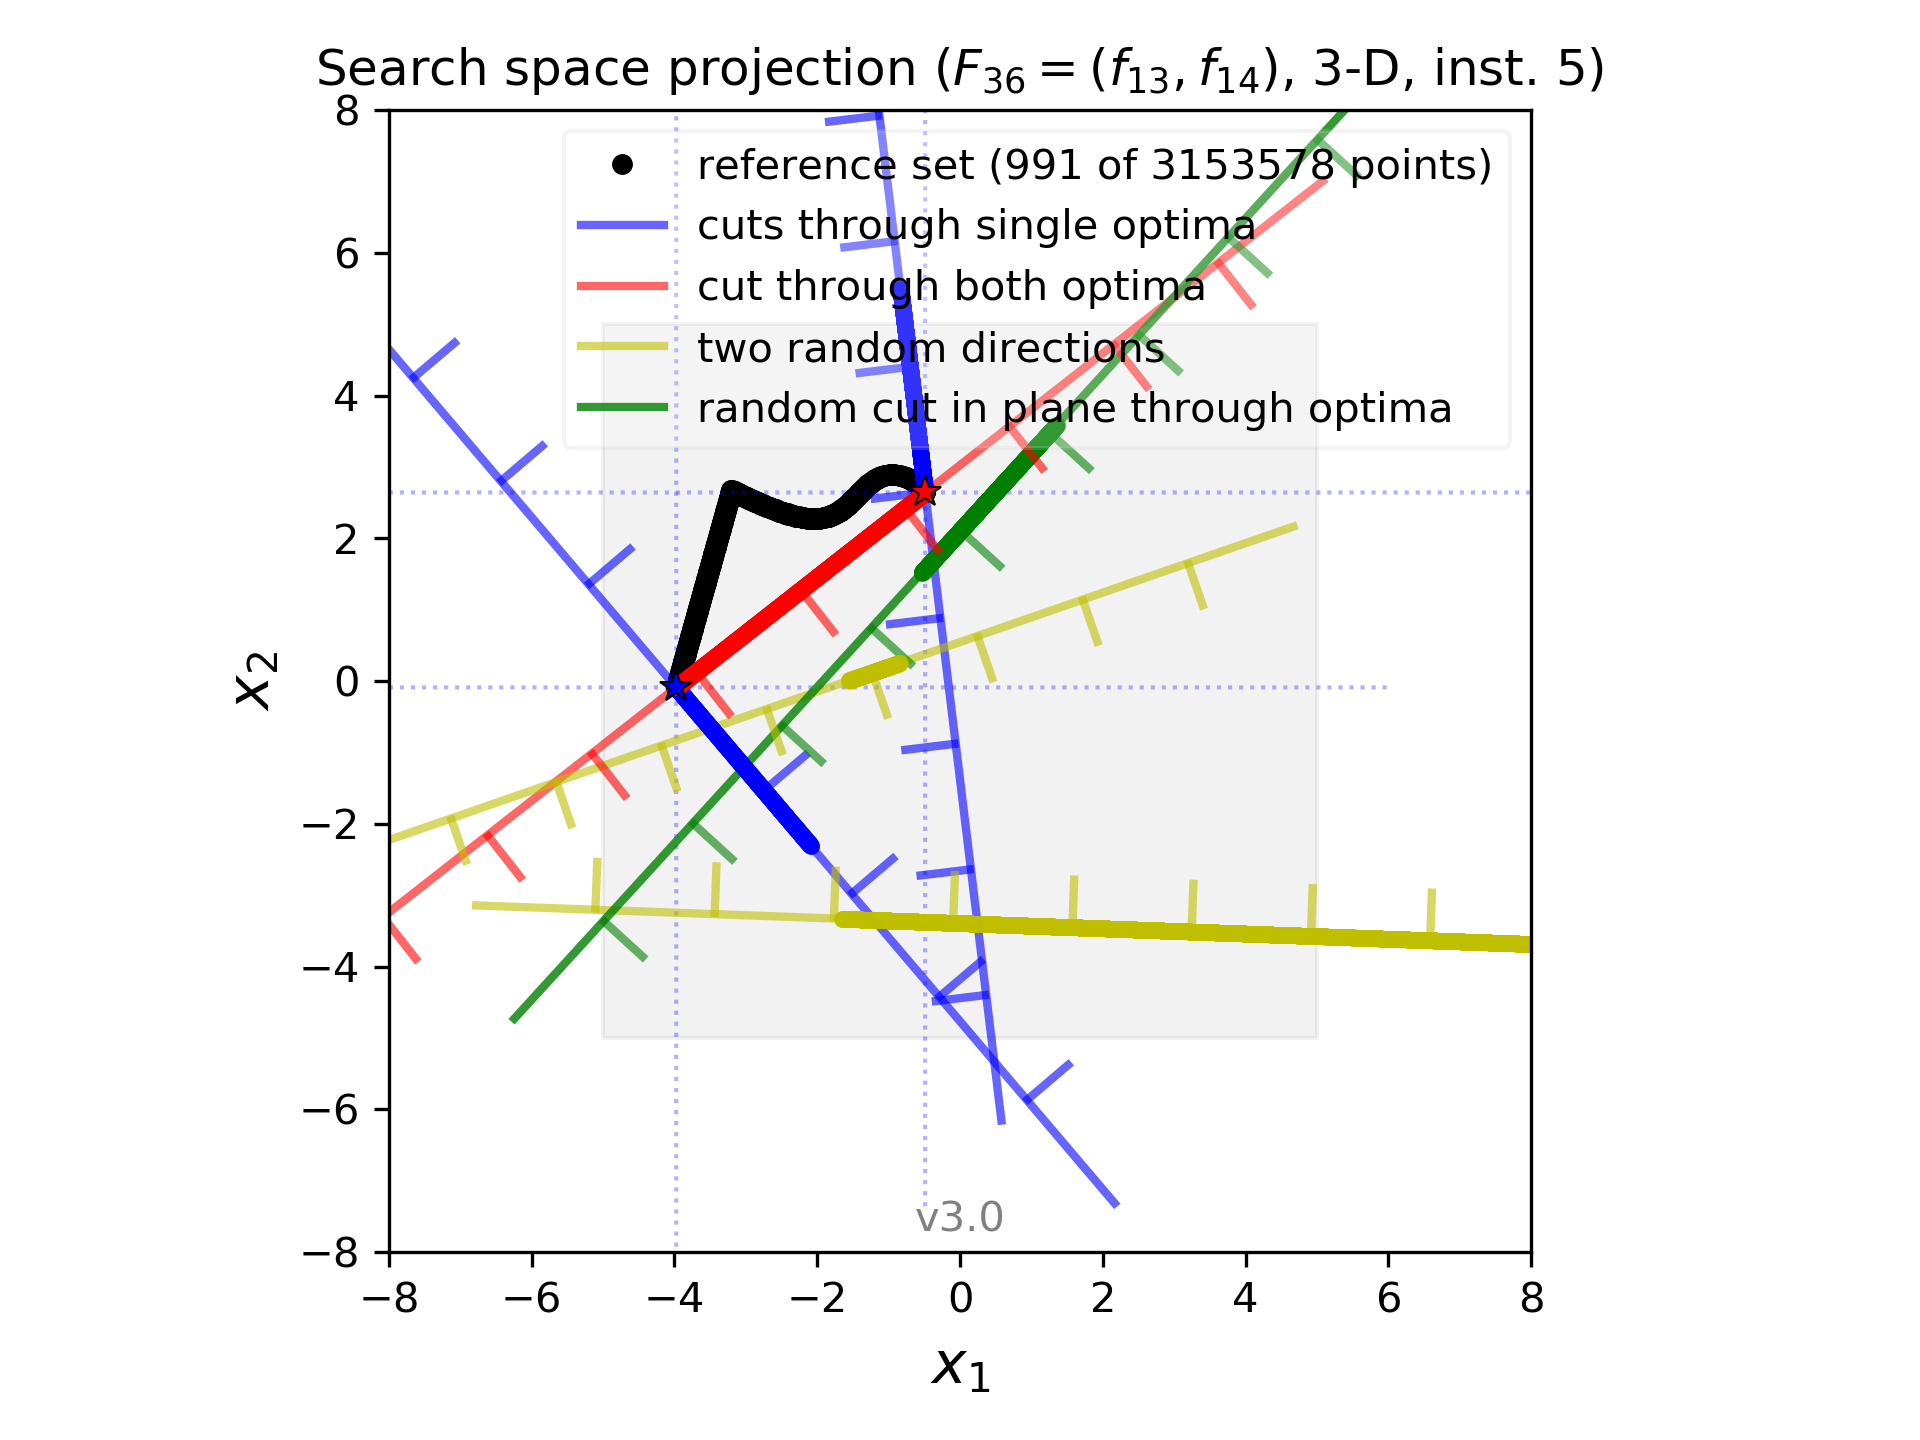 Search space projection (F₃₆ = (f₁₃, f₁₄), 3-D, inst. 5)
reference set (991 of 3153578 points)
cuts through single optima
cut through both optima
two random directions
random cut in plane through optima
8
6
4
2
0
−2
−4
−6
−8
x₂
v3.0
−8 −6 −4 −2 0 2 4 6 8
x₁